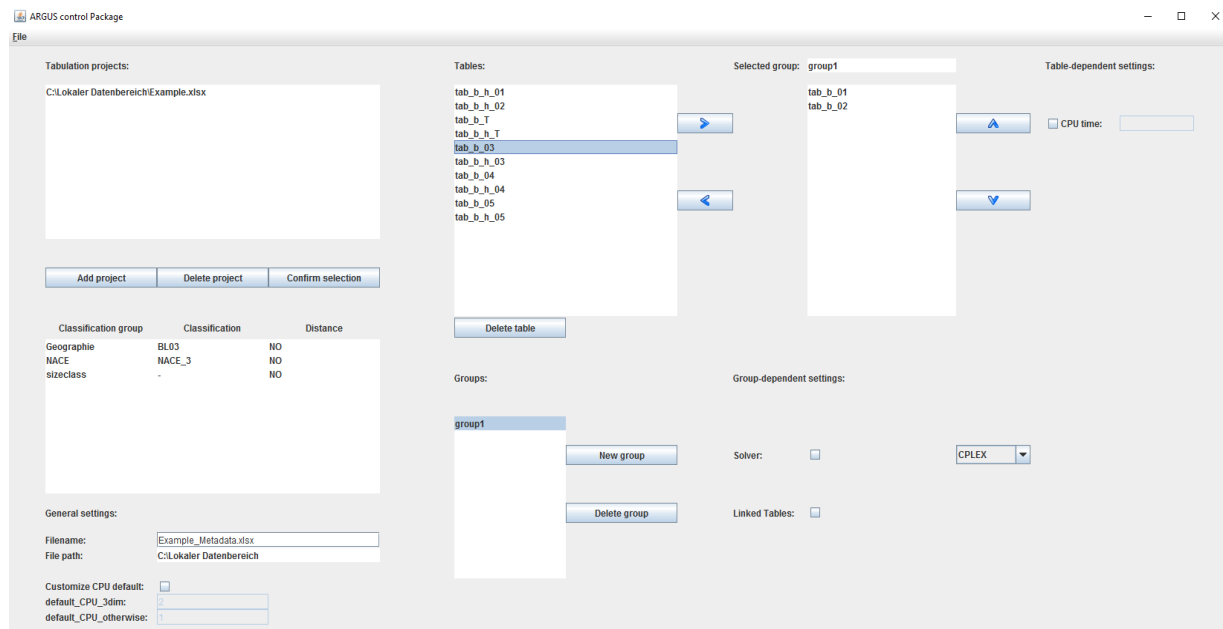 ARGUS control Package
File
Tabulation projects:
C:\Lokaler Datenbereich\Example.xlsx
Add project
Delete project
Confirm selection
Classification group Classification Distance
Geographie BL03 NO
NACE NACE_3 NO
sizeclass - NO
General settings:
Filename: Example_Metadata.xlsx
File path: C:\Lokaler Datenbereich
Customize CPU default:
default_CPU_3dim: 2
default_CPU_otherwise: 1
Tables:
tab_b_h_01
tab_b_h_02
tab_b_T
tab_b_h_T
tab_b_03
tab_b_h_03
tab_b_04
tab_b_h_04
tab_b_05
tab_b_h_05
Delete table
Selected group: group1
tab_b_01
tab_b_02
Table-dependent settings:
CPU time:
Groups:
group1
New group
Delete group
Group-dependent settings:
Solver: CPLEX
Linked Tables: